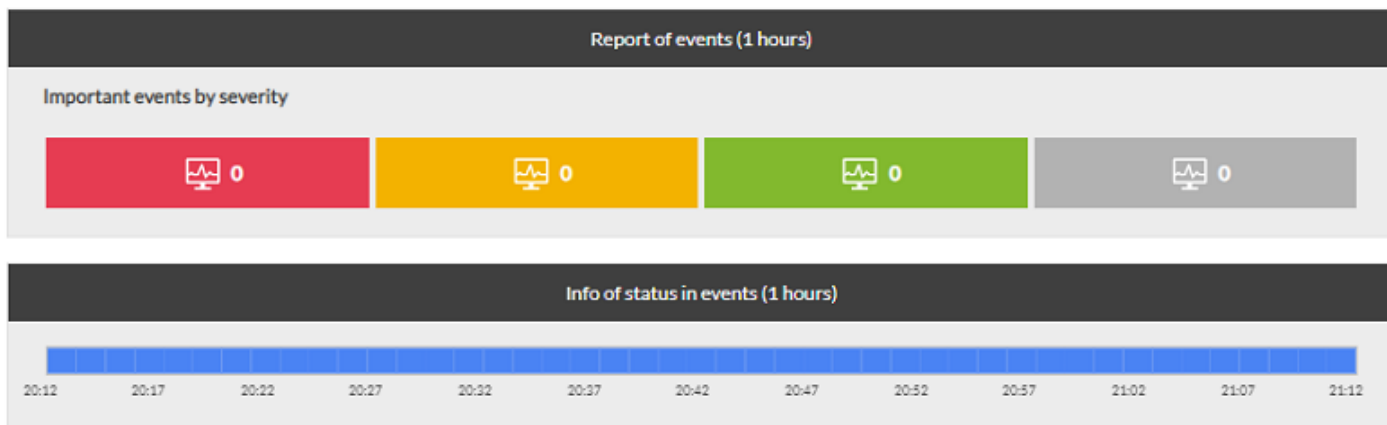 Report of events (1 hours)
Important events by severity
0 0 0 0
Info of status in events (1 hours)
20:12 20:17 20:22 20:27 20:32 20:37 20:42 20:47 20:52 20:57 21:02 21:07 21:12